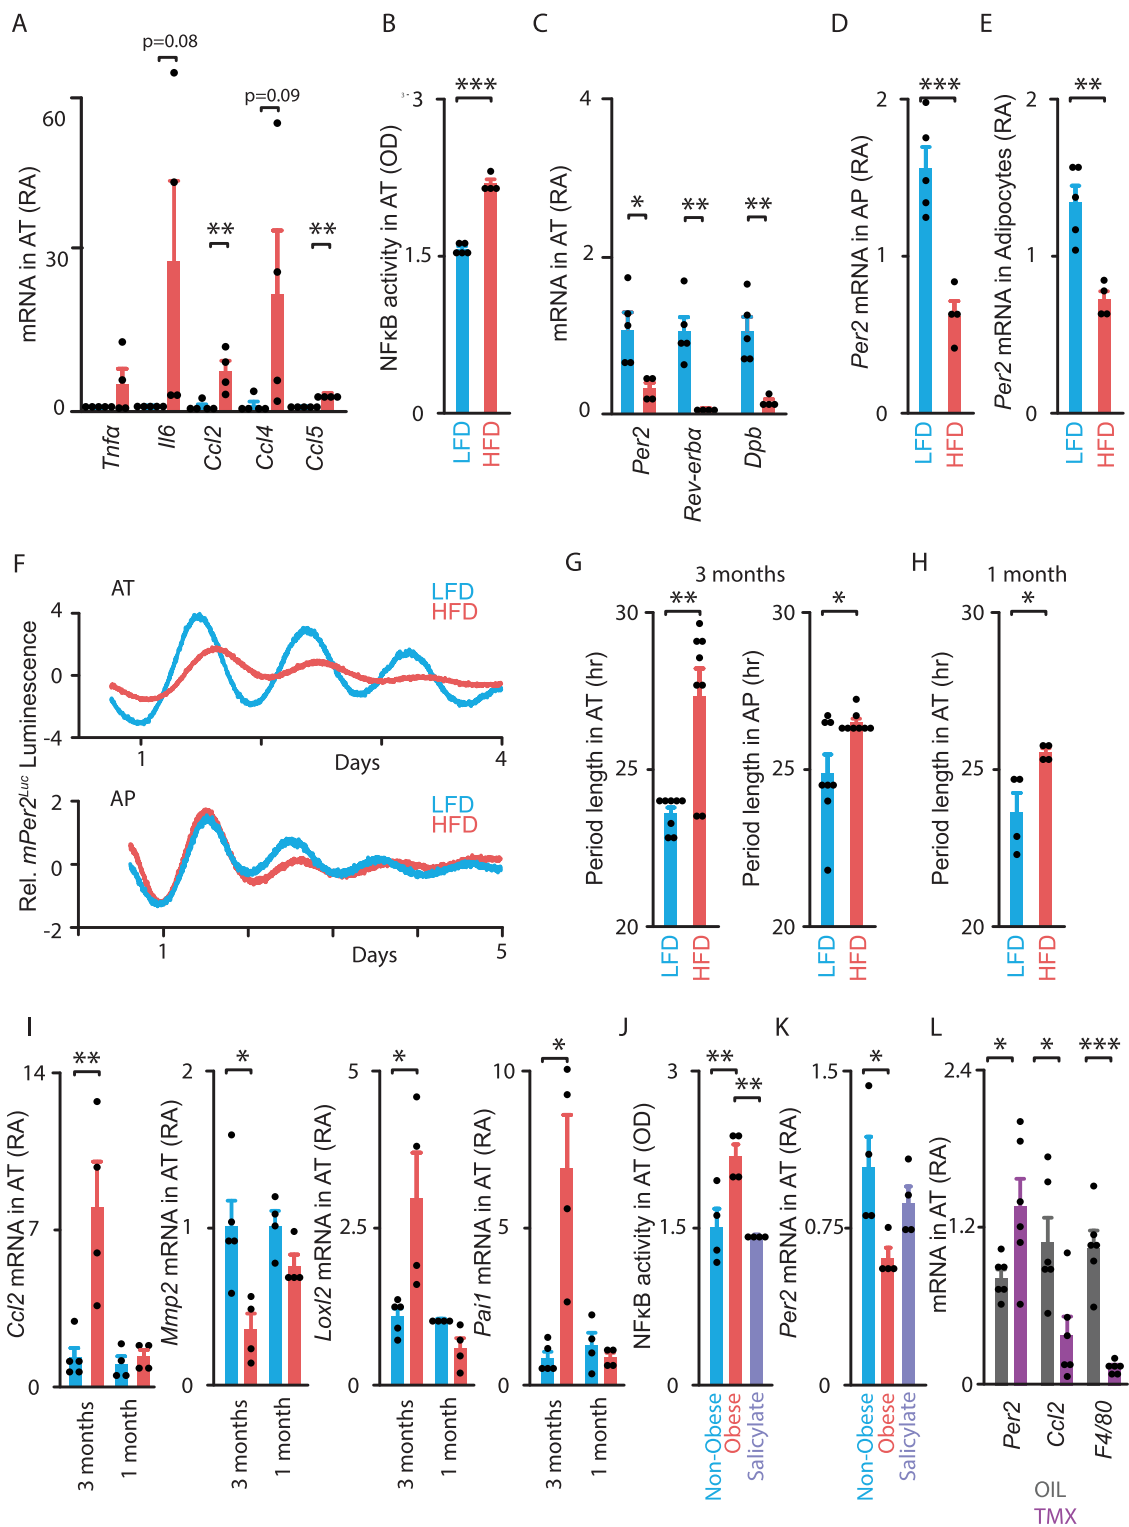 A
B
C
D
E
p=0.08
p=0.09
***
*
**
**
***
**
**
**
mRNA in AT (RA)
60
30
0
Tnfα
Il6
Ccl2
Ccl4
Ccl5
NFκB activity in AT (OD)
3
1.5
0
LFD
HFD
mRNA in AT (RA)
4
2
1
0
Per2
Rev-erbα
Dpb
Per2 mRNA in AP (RA)
2
1
0
LFD
HFD
Per2 mRNA in Adipocytes (RA)
2
1
0
LFD
HFD
F
AT
LFD
HFD
Rel. mPer2Luc Luminescence
4
0
-4
1
Days
4
AP
LFD
HFD
2
0
-2
1
Days
5
G
3 months
**
Period length in AT (hr)
30
25
20
LFD
HFD
*
Period length in AP (hr)
30
25
20
LFD
HFD
H
1 month
*
Period length in AT (hr)
30
25
20
LFD
HFD
I
**
Ccl2 mRNA in AT (RA)
14
7
0
3 months
1 month
*
Mmp2 mRNA in AT (RA)
2
1
0
3 months
1 month
*
Loxl2 mRNA in AT (RA)
5
2.5
0
3 months
1 month
*
Pai1 mRNA in AT (RA)
10
5
0
3 months
1 month
J
**
**
NFκB activity in AT (OD)
3
1.5
0
Non-Obese
Obese
Salicylate
K
*
Per2 mRNA in AT (RA)
1.5
0.75
0
Non-Obese
Obese
Salicylate
L
*
*
***
mRNA in AT (RA)
2.4
1.2
0
Per2
Ccl2
F4/80
OIL
TMX